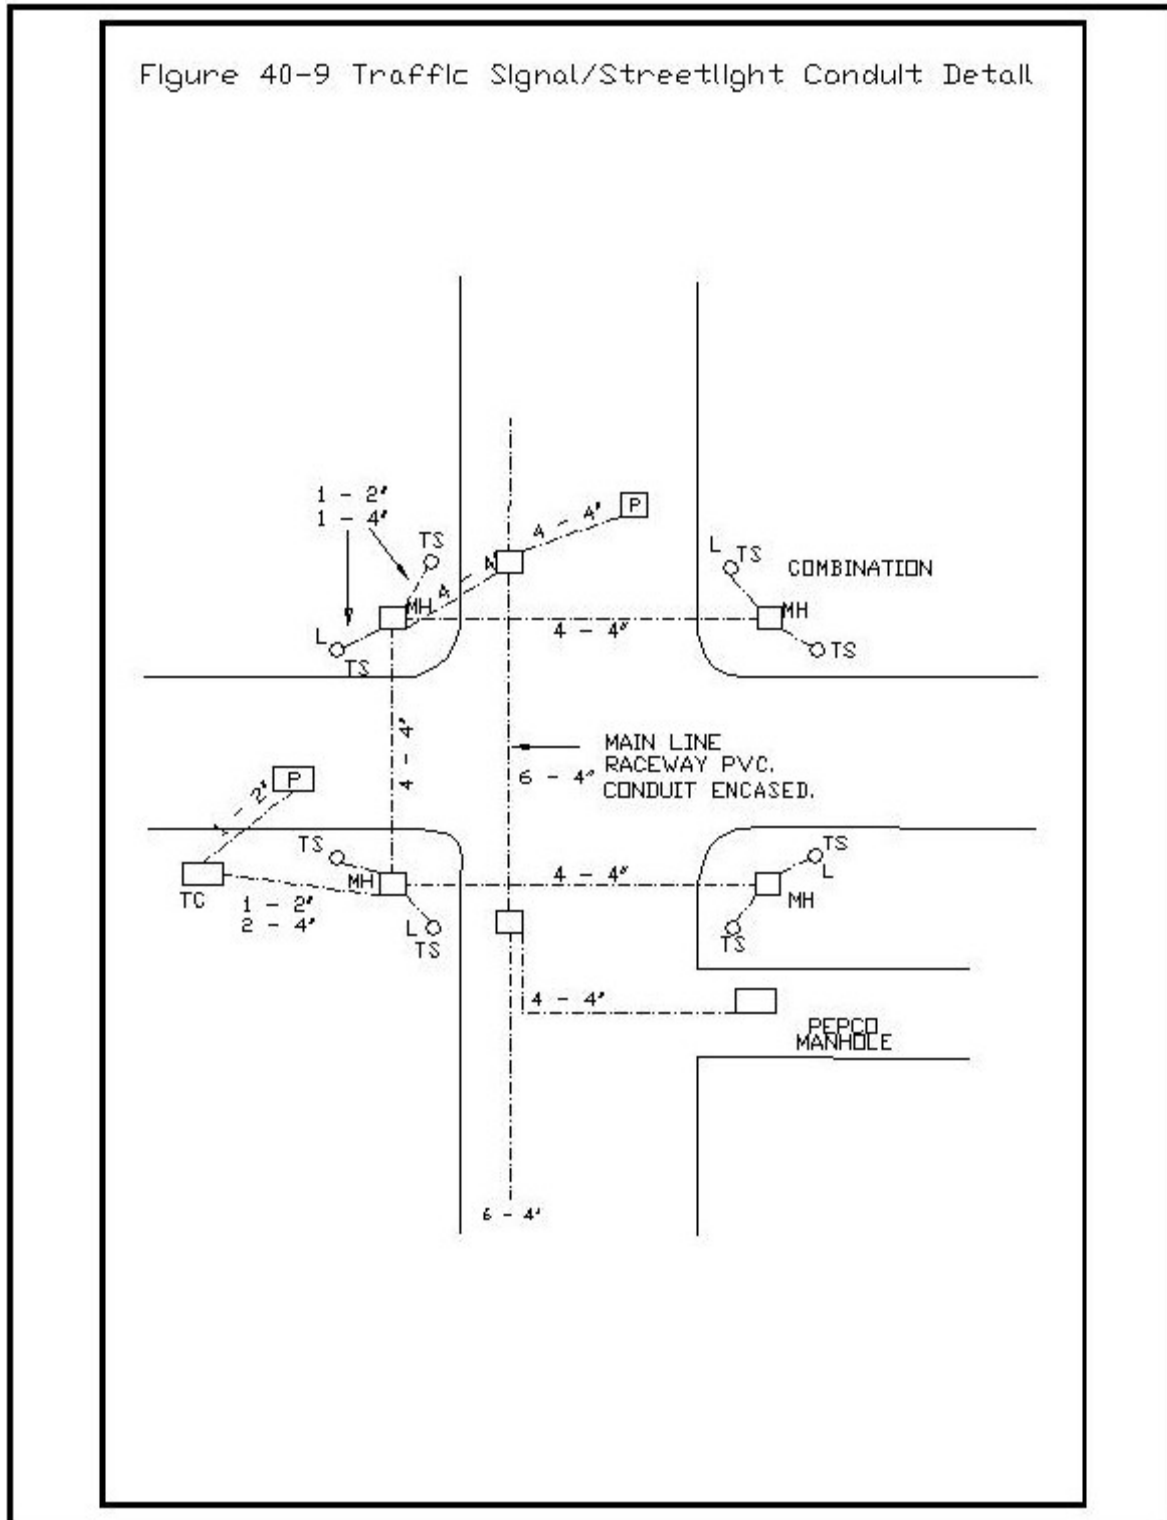 Figure 40-9 Traffic Signal/Streetlight Conduit Detail
1 - 2"
1 - 4"
TS
4 - 4"
P
4 - 4"
MH
L
TS
4 - 4"
L
TS
COMBINATION
MH
TS
4 - 4"
MAIN LINE
RACEWAY PVC.
CONDUIT ENCASED.
6 - 4"
P
1 - 2"
TC
1 - 2"
2 - 4"
TS
MH
L
TS
4 - 4"
TS
L
MH
TS
4 - 4"
PEPCO
MANHOLE
6 - 4"